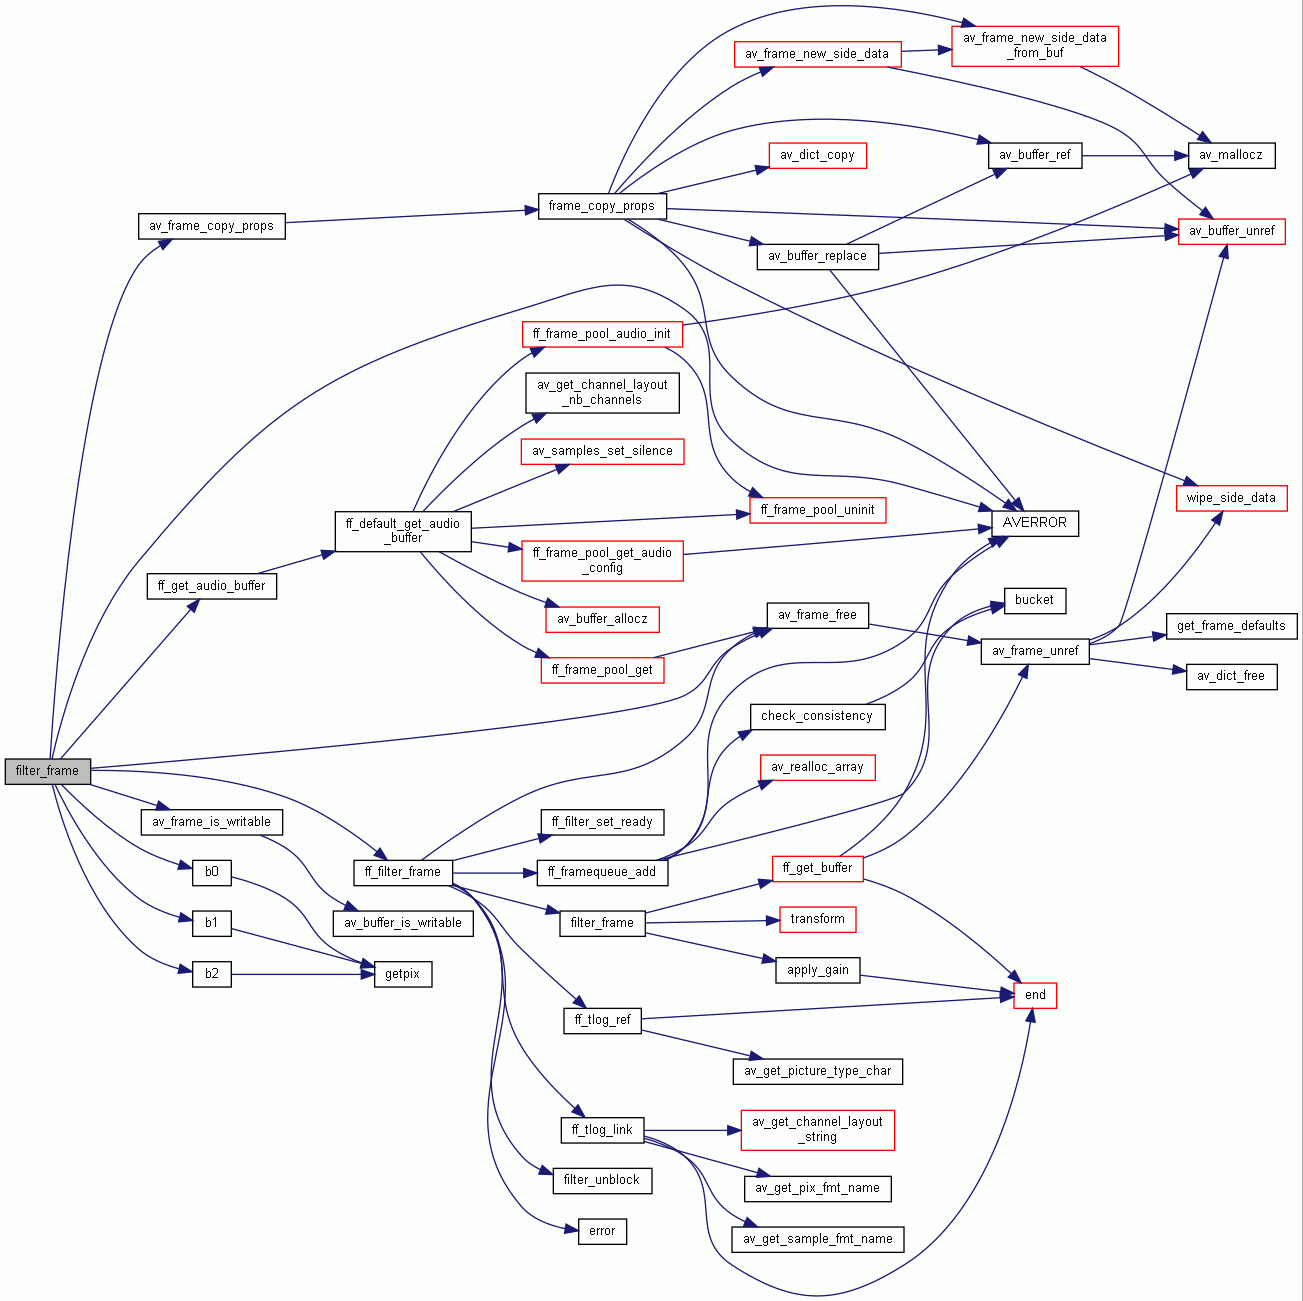 av_frame_new_side_data
_from_buf
av_frame_new_side_data
av_dict_copy
av_buffer_ref
av_mallocz
frame_copy_props
av_frame_copy_props
av_buffer_unref
av_buffer_replace
ff_frame_pool_audio_init
av_get_channel_layout
_nb_channels
av_samples_set_silence
wipe_side_data
ff_frame_pool_uninit
ff_default_get_audio
_buffer
AVERROR
ff_frame_pool_get_audio
_config
ff_get_audio_buffer
bucket
av_frame_free
av_buffer_allocz
get_frame_defaults
av_frame_unref
ff_frame_pool_get
av_dict_free
check_consistency
filter_frame
av_realloc_array
av_frame_is_writable
ff_filter_set_ready
b0
ff_filter_frame
ff_framequeue_add
ff_get_buffer
b1
av_buffer_is_writable
filter_frame
transform
b2
getpix
apply_gain
end
ff_tlog_ref
av_get_picture_type_char
ff_tlog_link
av_get_channel_layout
_string
filter_unblock
av_get_pix_fmt_name
error
av_get_sample_fmt_name